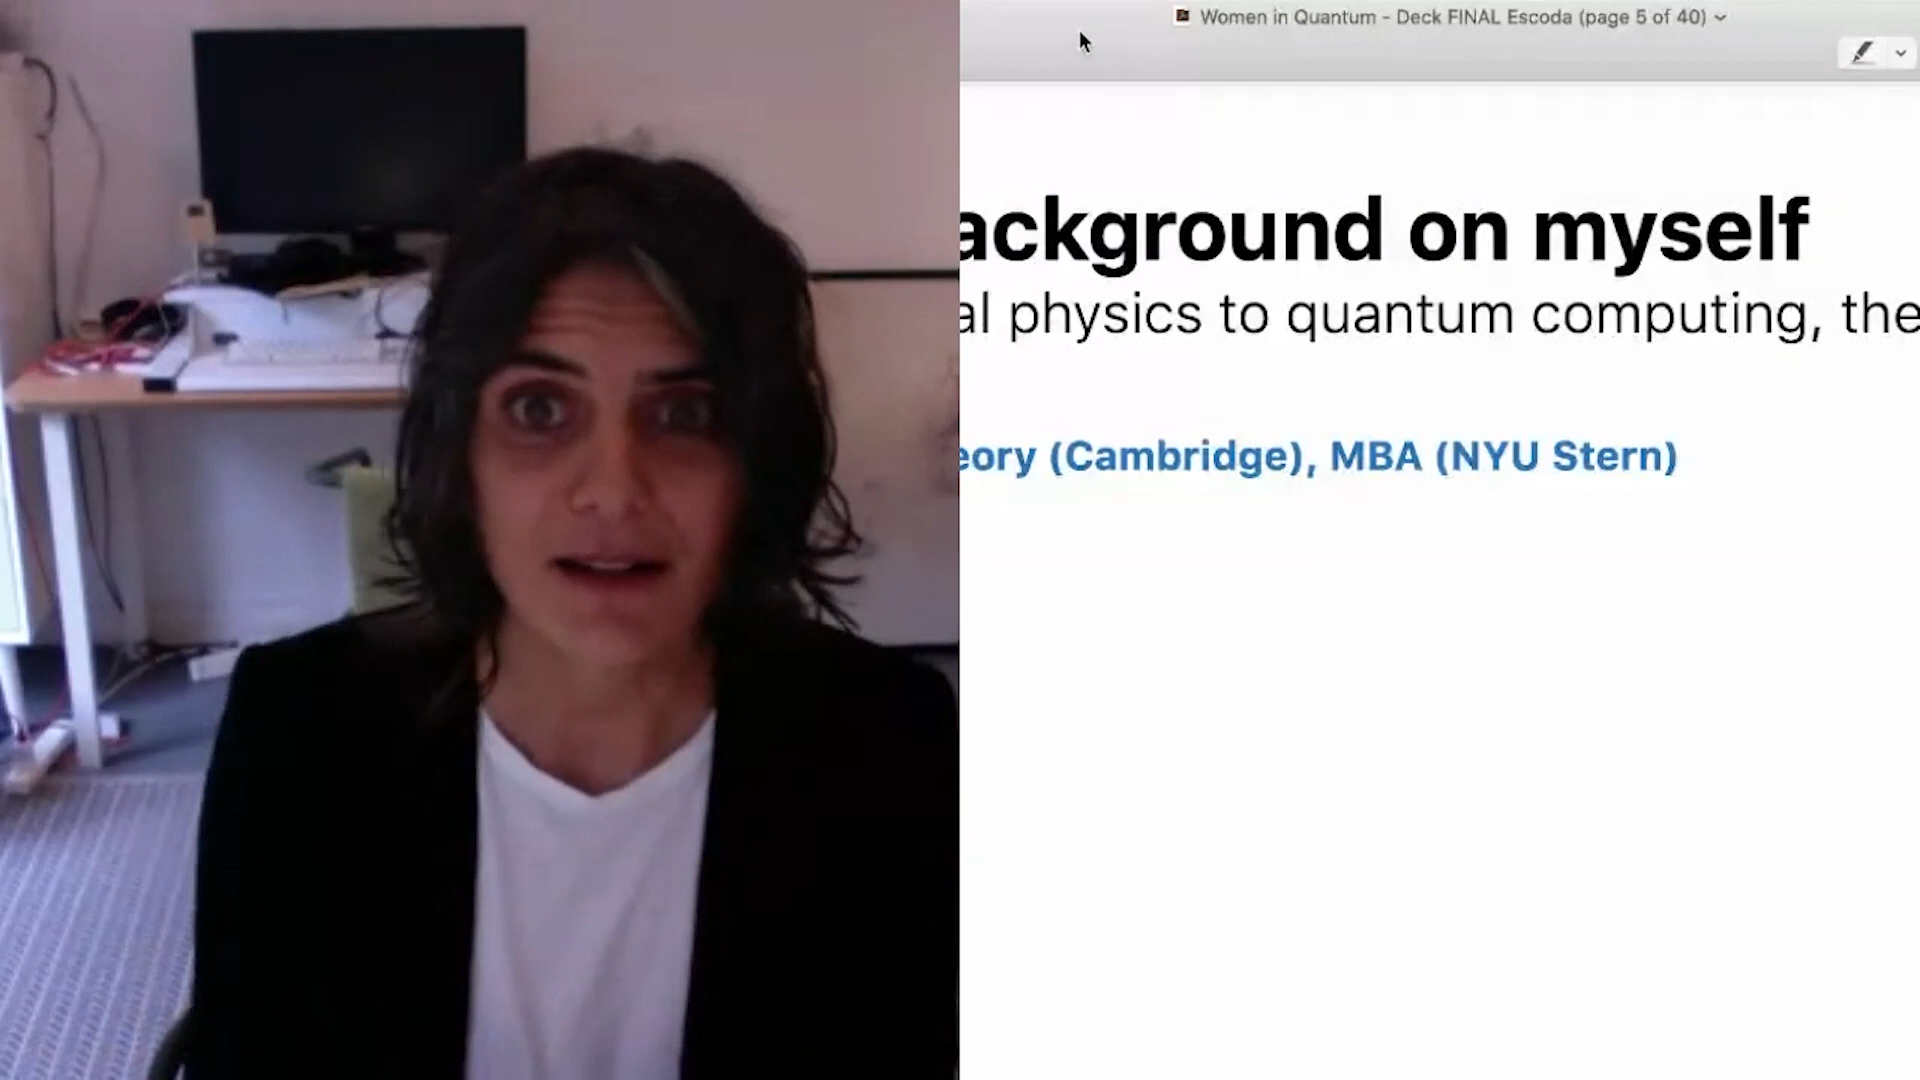 Women in Quantum - Deck FINAL Escoda (page 5 of 40)
ackground on myself
al physics to quantum computing, the
eory (Cambridge), MBA (NYU Stern)